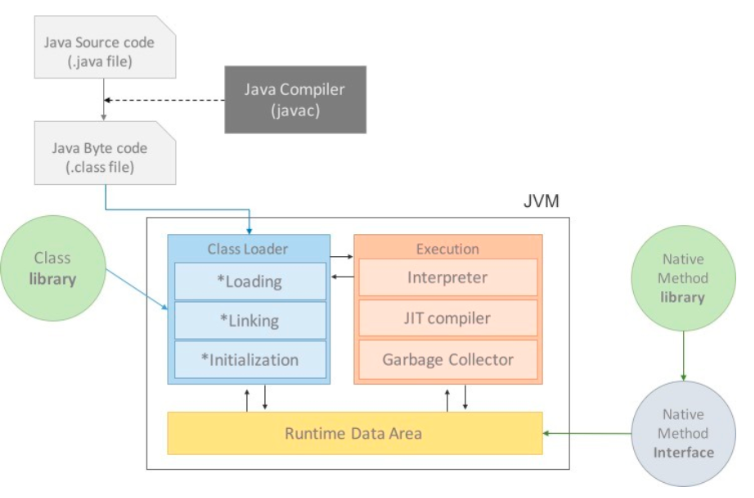 Java Source code
(.java file)
Java Compiler
(javac)
Java Byte code
(.class file)
JVM
Class
library
Class Loader
*Loading
*Linking
*Initialization
Execution
Interpreter
JIT compiler
Garbage Collector
Runtime Data Area
Native
Method
library
Native
Method
Interface